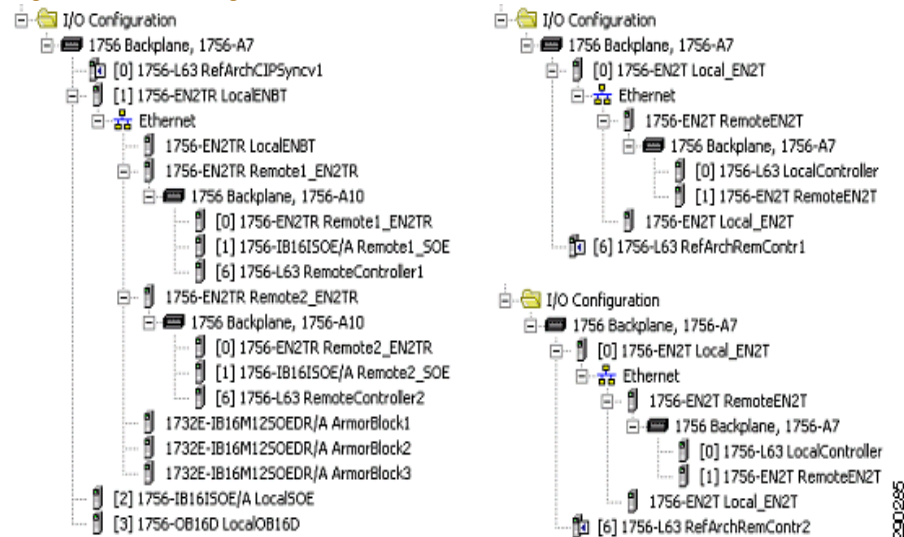 I/O Configuration
1756 Backplane, 1756-A7
[0] 1756-L63 RefArchCIPSyncv1
[1] 1756-EN2TR LocalENBT
Ethernet
1756-EN2TR LocalENBT
1756-EN2TR Remote1_EN2TR
1756 Backplane, 1756-A10
[0] 1756-EN2TR Remote1_EN2TR
[1] 1756-IB16ISOE/A Remote1_SOE
[6] 1756-L63 RemoteController1
1756-EN2TR Remote2_EN2TR
1756 Backplane, 1756-A10
[0] 1756-EN2TR Remote2_EN2TR
[1] 1756-IB16ISOE/A Remote2_SOE
[6] 1756-L63 RemoteController2
1732E-IB16M12SOEDR/A ArmorBlock1
1732E-IB16M12SOEDR/A ArmorBlock2
1732E-IB16M12SOEDR/A ArmorBlock3
[2] 1756-IB16ISOE/A LocalSOE
[3] 1756-OB16D LocalOB16D
I/O Configuration
1756 Backplane, 1756-A7
[0] 1756-EN2T Local_EN2T
Ethernet
1756-EN2T RemoteEN2T
1756 Backplane, 1756-A7
[0] 1756-L63 LocalController
[1] 1756-EN2T RemoteEN2T
1756-EN2T Local_EN2T
[6] 1756-L63 RefArchRemContr1
I/O Configuration
1756 Backplane, 1756-A7
[0] 1756-EN2T Local_EN2T
Ethernet
1756-EN2T RemoteEN2T
1756 Backplane, 1756-A7
[0] 1756-L63 LocalController
[1] 1756-EN2T RemoteEN2T
1756-EN2T Local_EN2T
[6] 1756-L63 RefArchRemContr2
290285